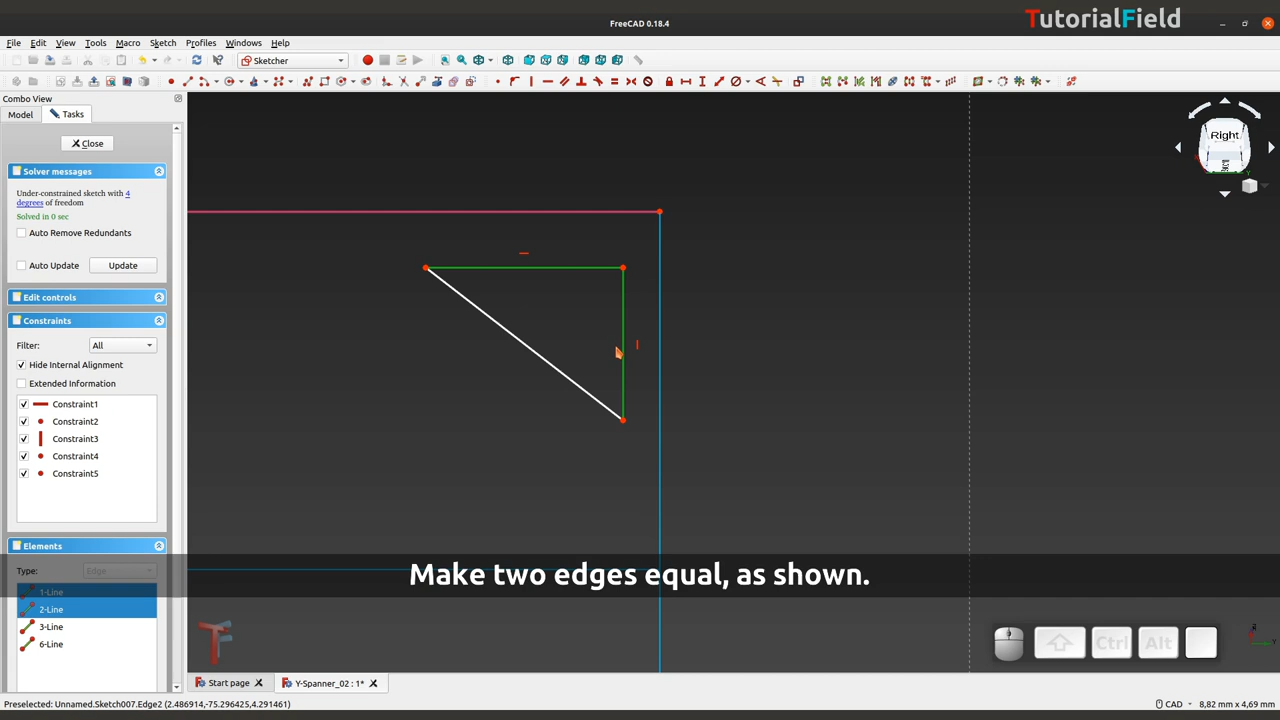 FreeCAD 0.18.4
TutorialField
File Edit View Tools Macro Sketch Profiles Windows Help
Sketcher
Combo View
Model Tasks
Close
Right
Solver messages
Under-constrained sketch with 4
degrees of freedom
Solved in 0 sec
Auto Remove Redundants
Auto Update Update
Edit controls
Constraints
Filter: All
Hide Internal Alignment
Extended Information
Constraint1
Constraint2
Constraint3
Constraint4
Constraint5
Elements
Type: Edge
1-Line
2-Line
3-Line
6-Line
Make two edges equal, as shown.
Ctrl Alt
Start page Y-Spanner_02 : 1*
Preselected: Unnamed.Sketch007.Edge2 (2.486914,-75.296425,4.291461) CAD 8,82 mm x 4,69 mm